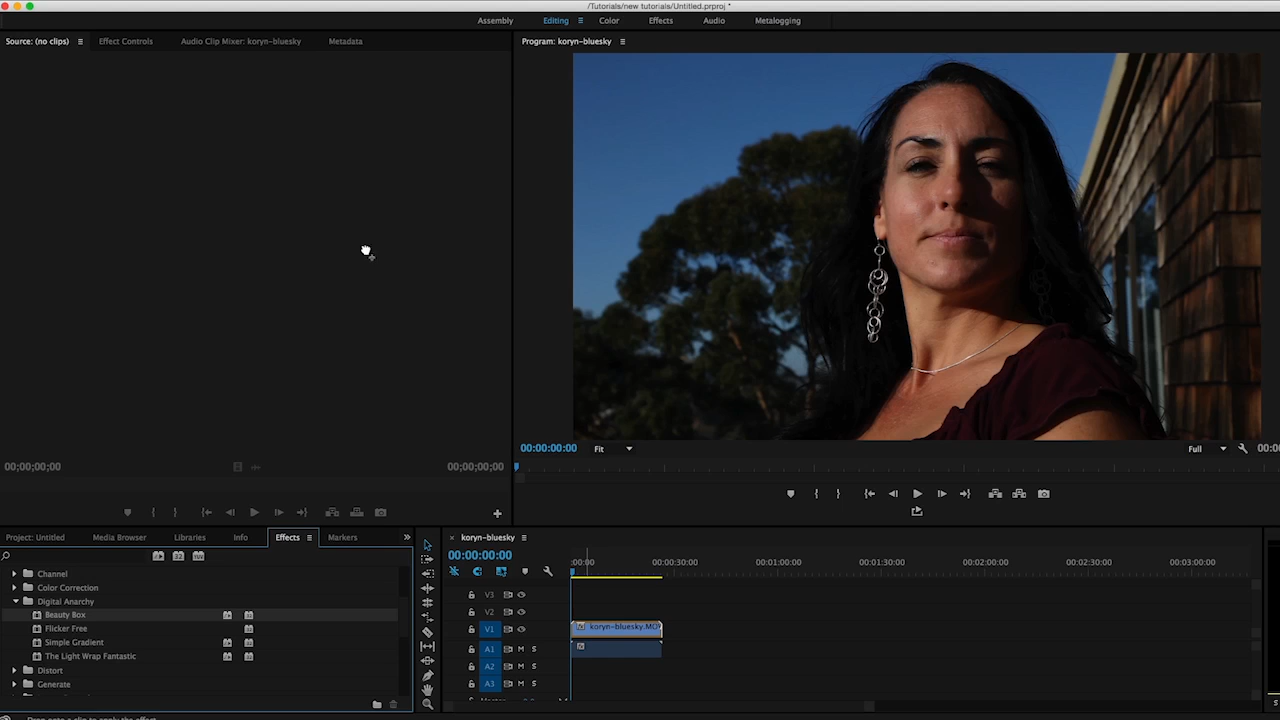 /Tutorials/new tutorials/Untitled.prproj *
Assembly Editing Color Effects Audio Metalogging
Source: (no clips) Effect Controls Audio Clip Mixer: koryn-bluesky Metadata
Program: koryn-bluesky
00:00:00:00 Fit Full
00;00;00;00 00;00;00;00
Project: Untitled Media Browser Libraries Info Effects Markers
Channel
Color Correction
Digital Anarchy
Beauty Box
Flicker Free
Simple Gradient
The Light Wrap Fantastic
Distort
Generate
× koryn-bluesky
00:00:00:00
:00:00 00:00:30:00 00:01:00:00 00:01:30:00 00:02:00:00 00:02:30:00 00:03:00:00
V3
V2
V1 koryn-bluesky.MO
A1 M S
A2 M S
A3 M S